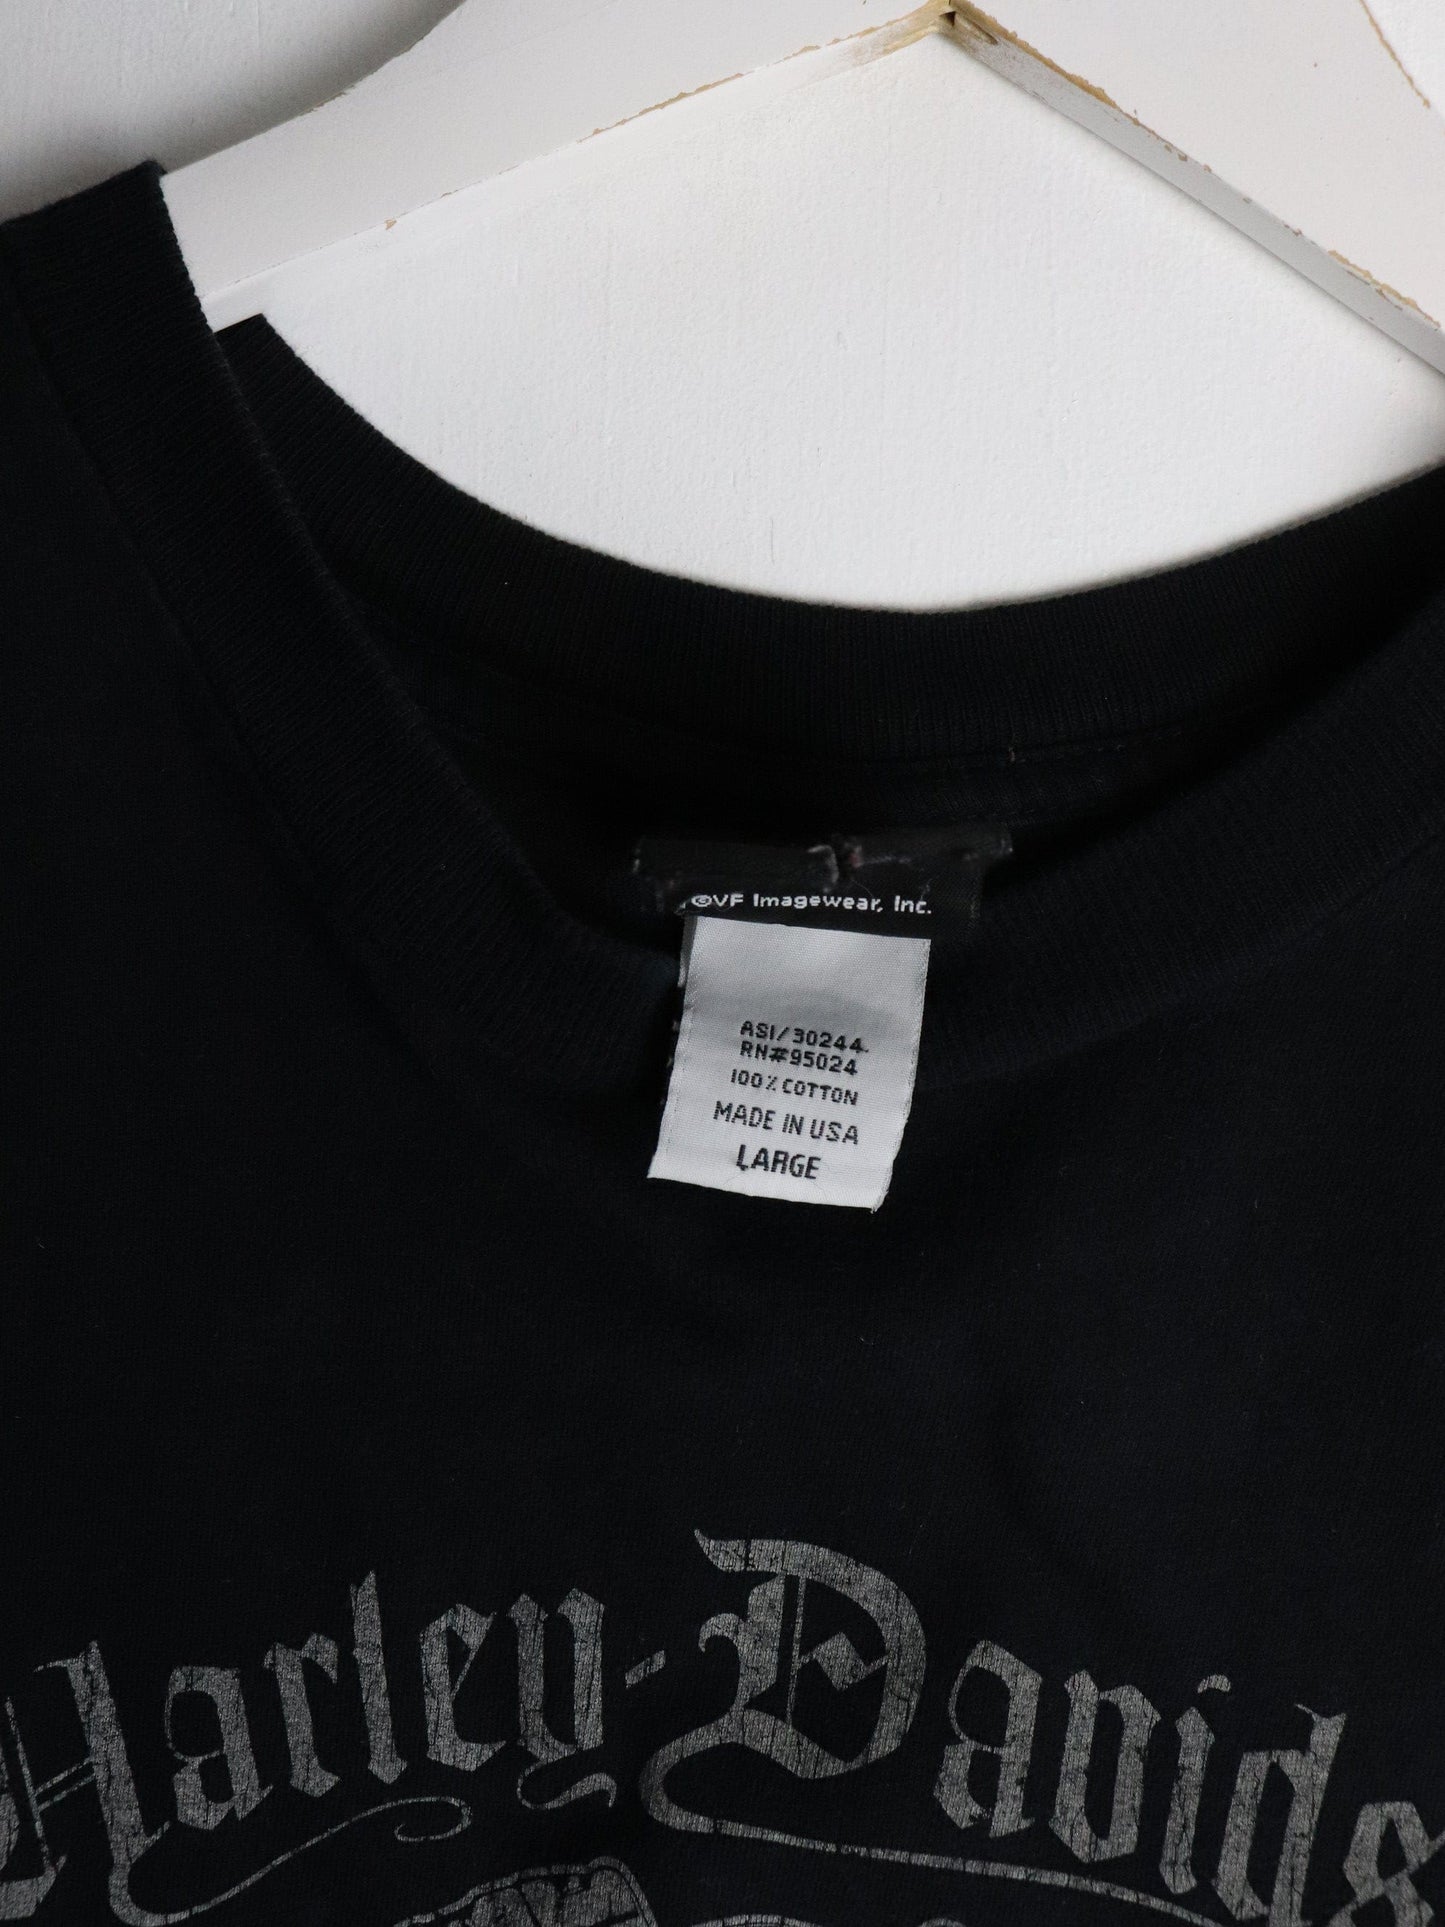 ©VF Imagewear, Inc.
ASI/30244
RN#95024
100% COTTON
MADE IN USA
LARGE
Harley-Davids